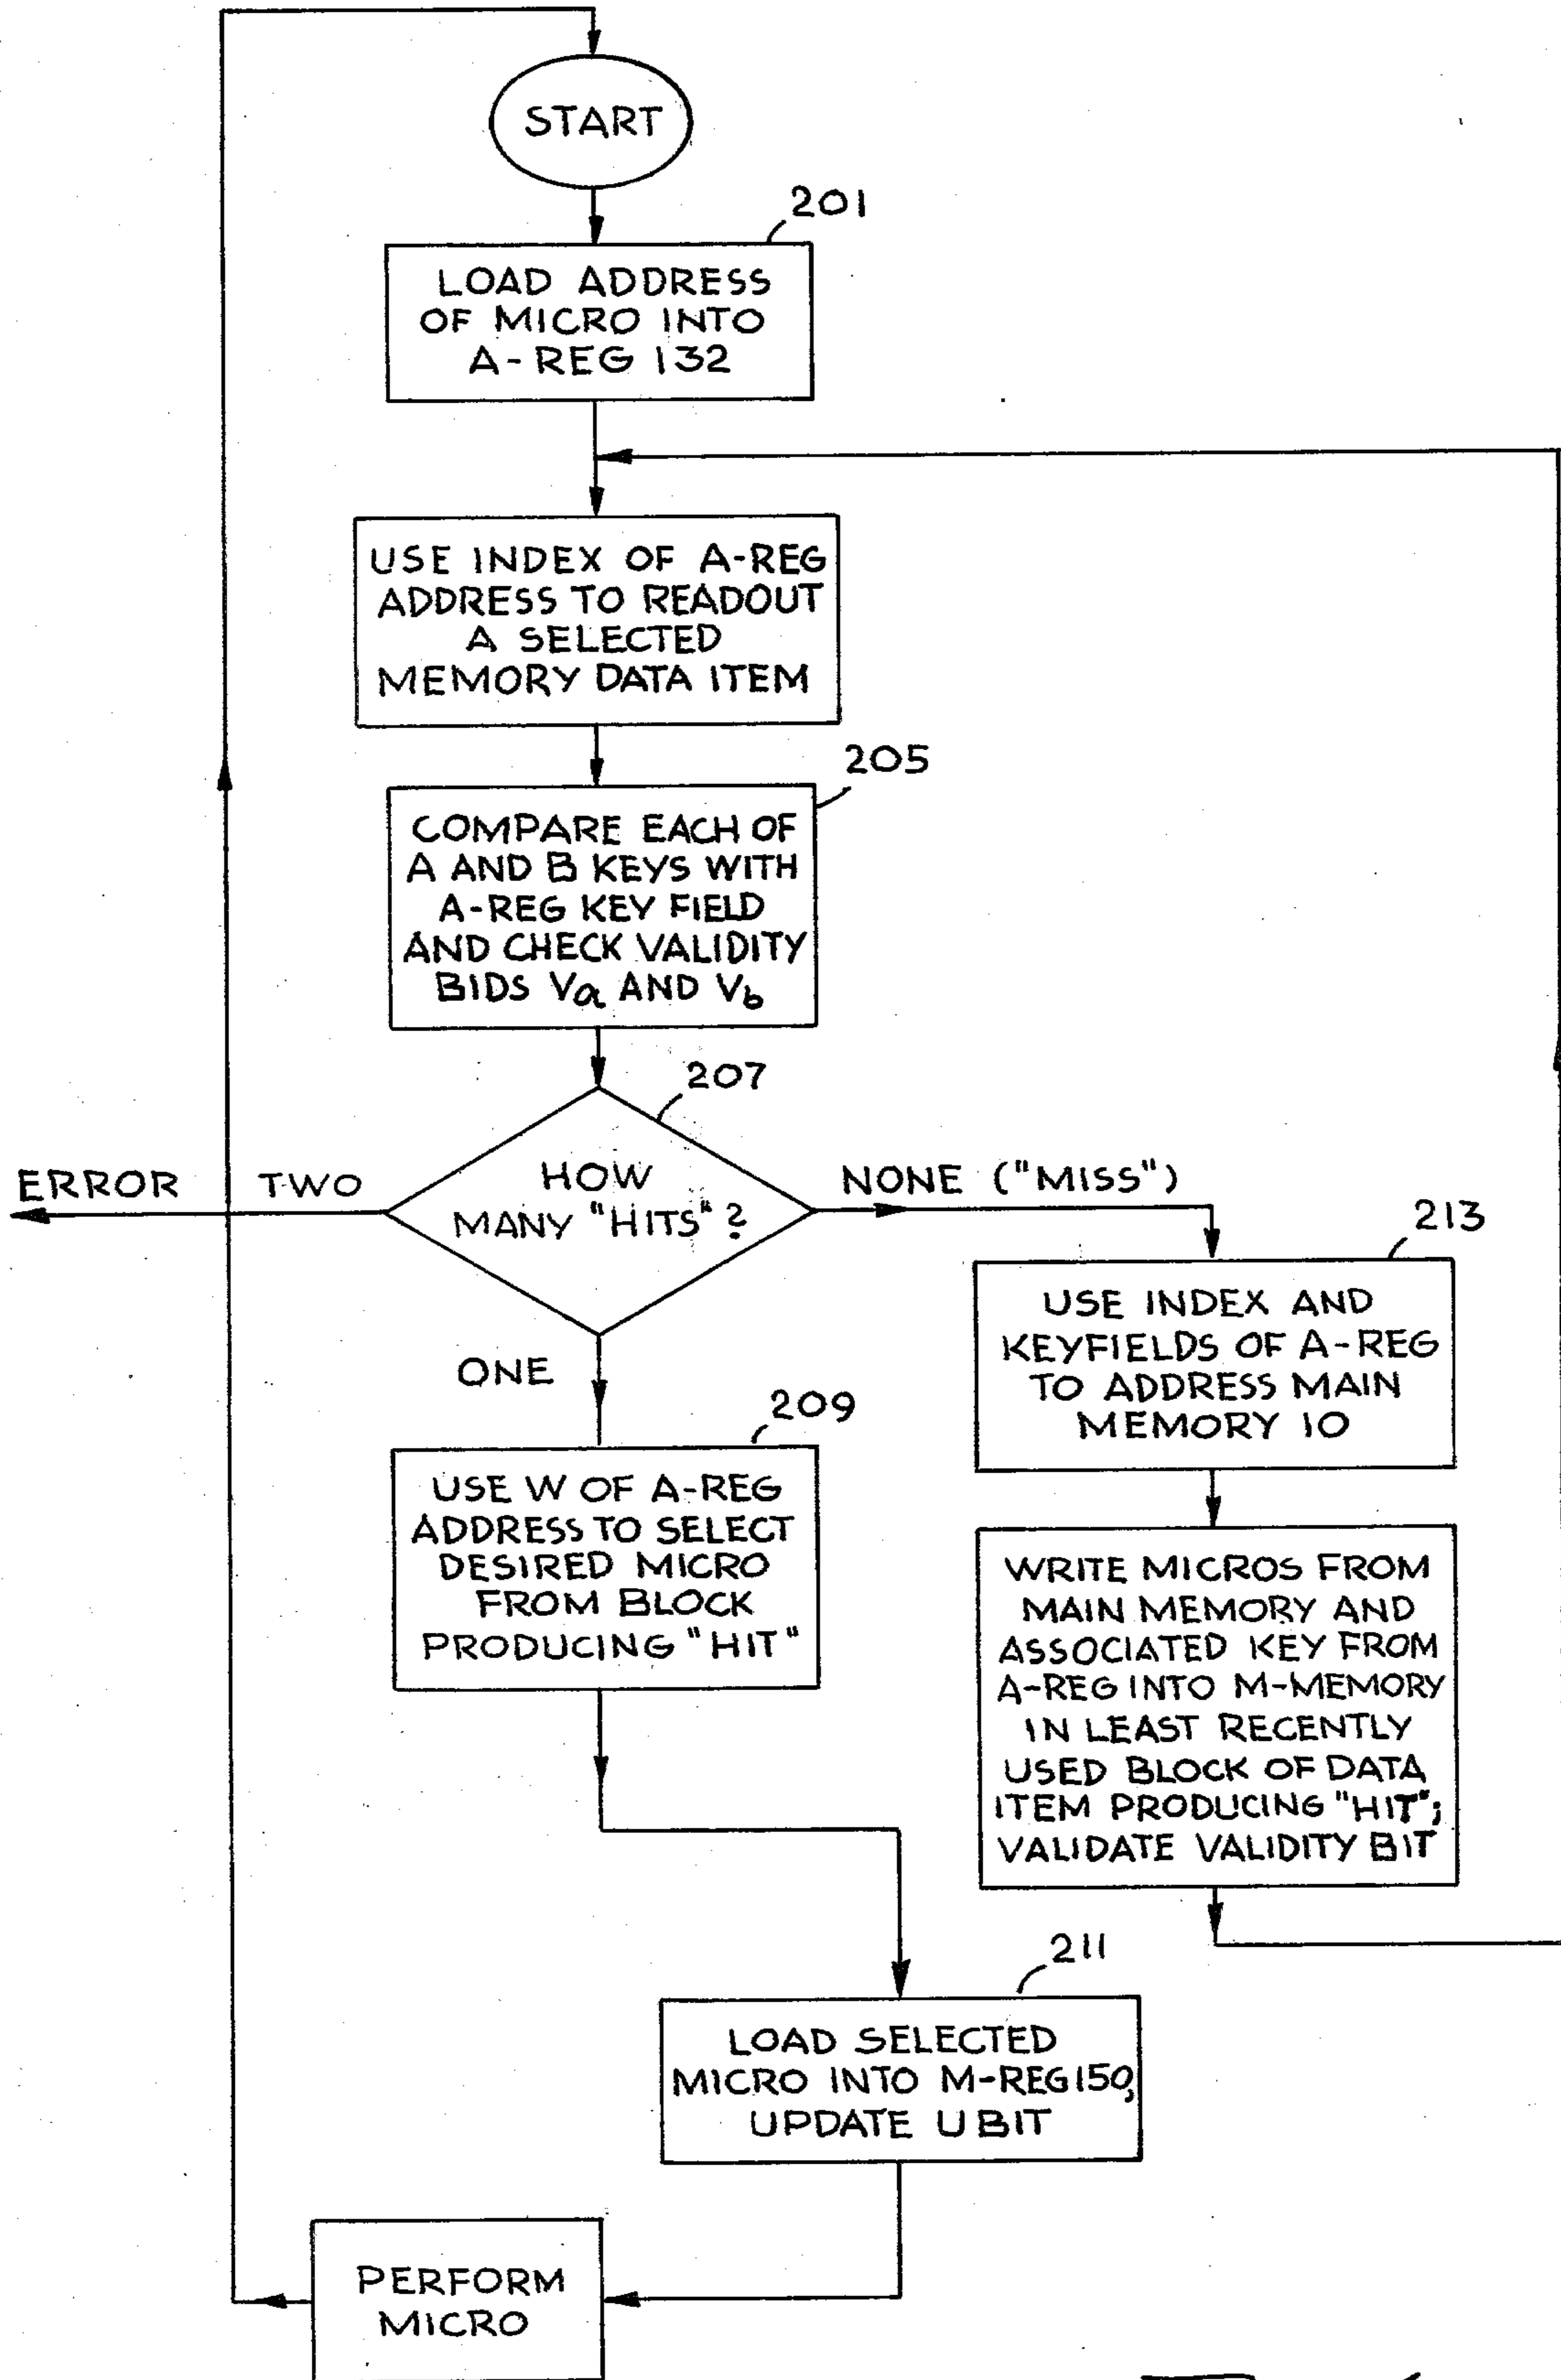 START
201
LOAD ADDRESS
OF MICRO INTO
A-REG 132
USE INDEX OF A-REG
ADDRESS TO READOUT
A SELECTED
MEMORY DATA ITEM
205
COMPARE EACH OF
A AND B KEYS WITH
A-REG KEY FIELD
AND CHECK VALIDITY
BIDS Va AND Vb
207
HOW
MANY "HITS"?
ERROR TWO
NONE ("MISS")
ONE
213
USE INDEX AND
KEYFIELDS OF A-REG
TO ADDRESS MAIN
MEMORY 10
209
USE W OF A-REG
ADDRESS TO SELECT
DESIRED MICRO
FROM BLOCK
PRODUCING "HIT"
WRITE MICROS FROM
MAIN MEMORY AND
ASSOCIATED KEY FROM
A-REG INTO M-MEMORY
IN LEAST RECENTLY
USED BLOCK OF DATA
ITEM PRODUCING "HIT";
VALIDATE VALIDITY BIT
211
LOAD SELECTED
MICRO INTO M-REG 150,
UPDATE U BIT
PERFORM
MICRO